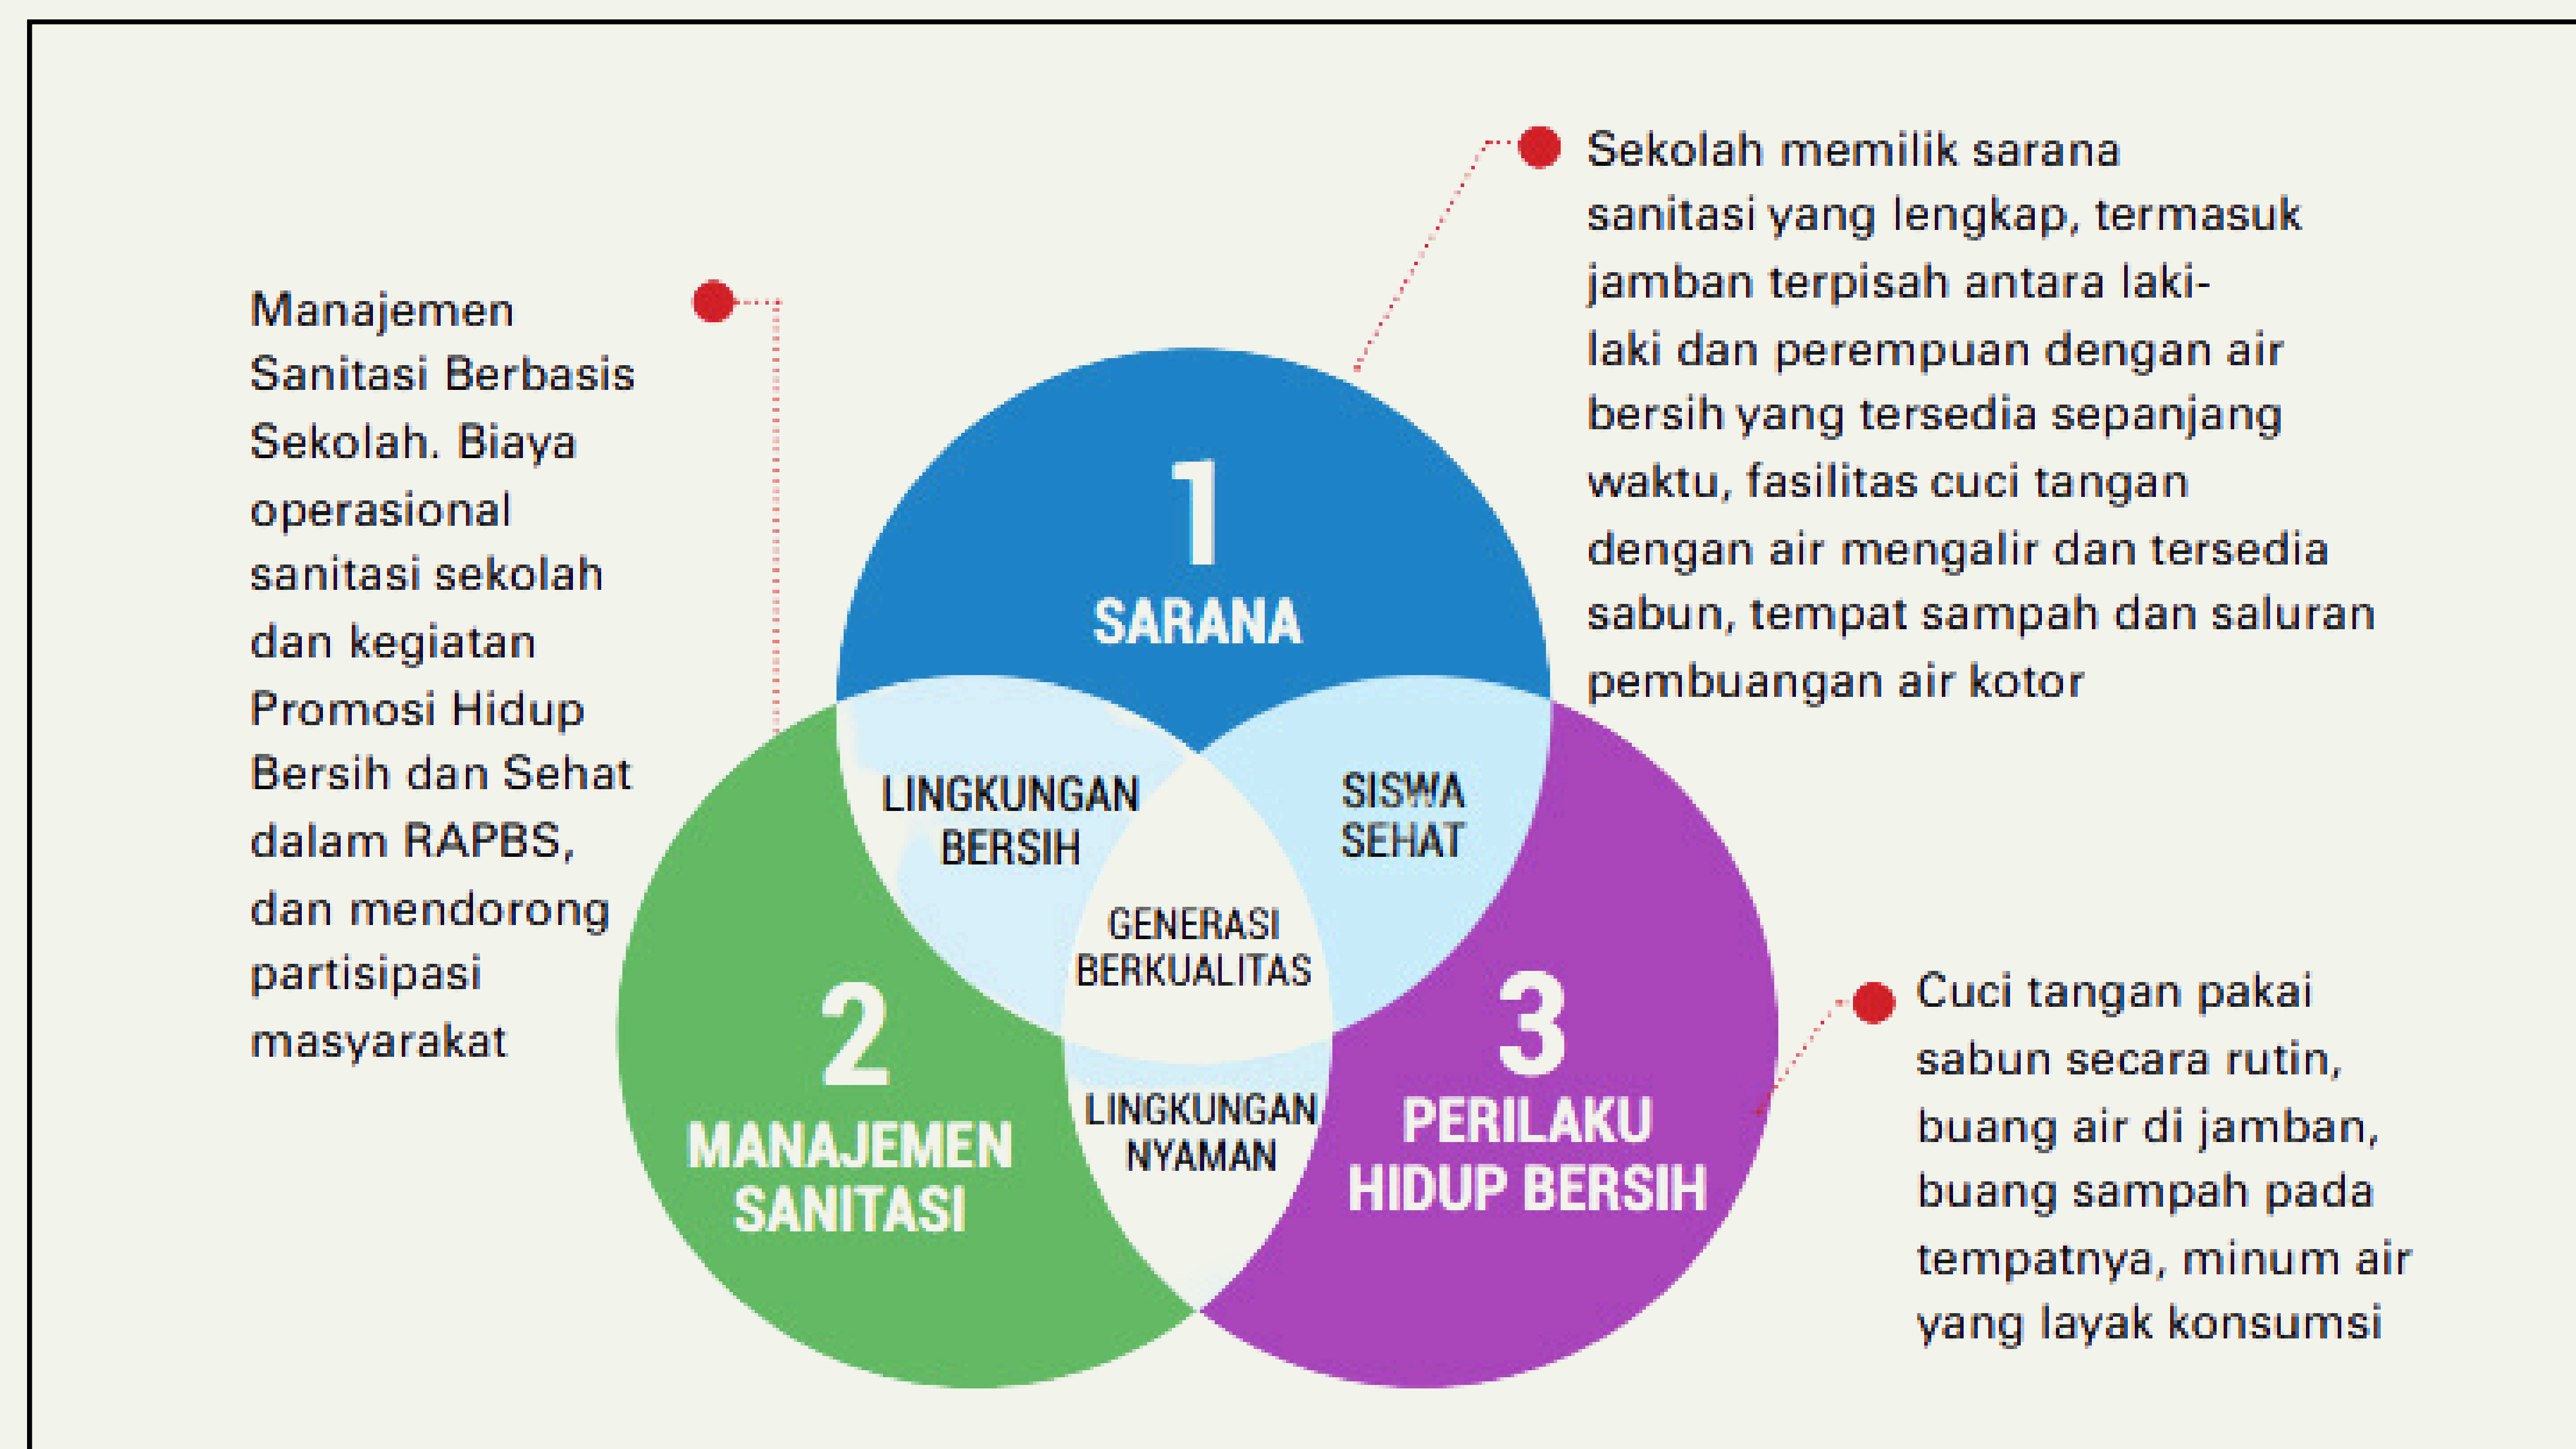 Sekolah memilik sarana
sanitasi yang lengkap, termasuk
jamban terpisah antara laki-
laki dan perempuan dengan air
bersih yang tersedia sepanjang
waktu, fasilitas cuci tangan
dengan air mengalir dan tersedia
sabun, tempat sampah dan saluran
pembuangan air kotor
Manajemen
Sanitasi Berbasis
Sekolah. Biaya
operasional
sanitasi sekolah
dan kegiatan
Promosi Hidup
Bersih dan Sehat
dalam RAPBS,
dan mendorong
partisipasi
masyarakat
1
SARANA
LINGKUNGAN
BERSIH
SISWA
SEHAT
GENERASI
BERKUALITAS
2
MANAJEMEN
SANITASI
LINGKUNGAN
NYAMAN
3
PERILAKU
HIDUP BERSIH
Cuci tangan pakai
sabun secara rutin,
buang air di jamban,
buang sampah pada
tempatnya, minum air
yang layak konsumsi